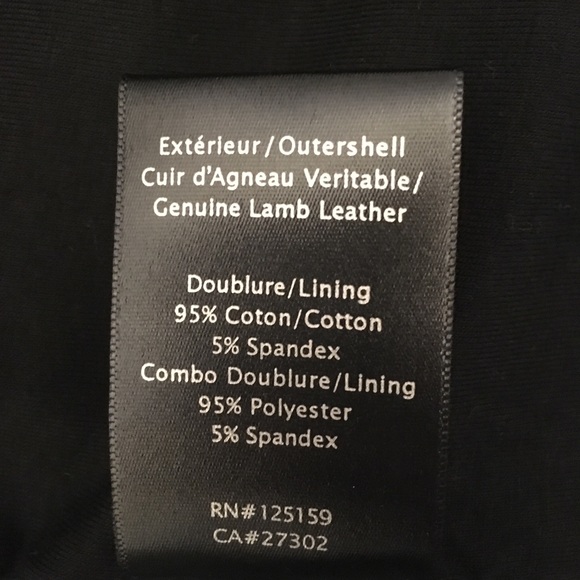 Extérieur/Outershell
Cuir d'Agneau Veritable/
Genuine Lamb Leather
Doublure/Lining
95% Coton/Cotton
5% Spandex
Combo Doublure/Lining
95% Polyester
5% Spandex
RN#125159
CA#27302